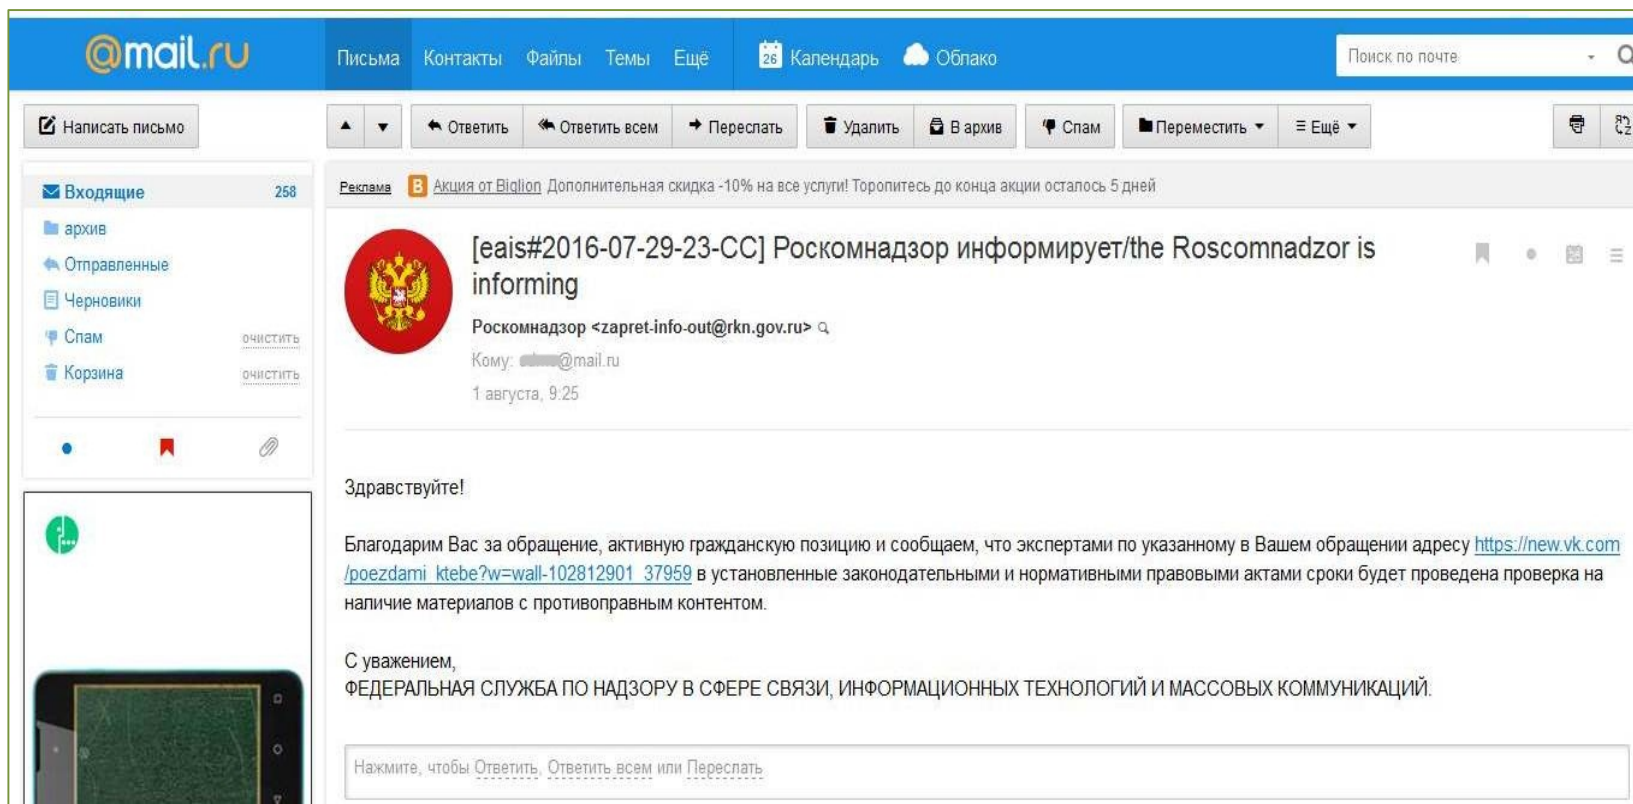 @mail.ru
Письма Контакты Файлы Темы Ещё 26 Календарь Облако
Поиск по почте
Написать письмо
Ответить Ответить всем Переслать Удалить В архив Спам Переместить Ещё
Входящие 258
архив
Отправленные
Черновики
Спам очистить
Корзина очистить
Реклама B Акция от Biglion Дополнительная скидка -10% на все услуги! Торопитесь до конца акции осталось 5 дней
[eais#2016-07-29-23-CC] Роскомнадзор информирует/the Roscomnadzor is
informing
Роскомнадзор <zapret-info-out@rkn.gov.ru>
Кому: @mail.ru
1 августа, 9:25
Здравствуйте!
Благодарим Вас за обращение, активную гражданскую позицию и сообщаем, что экспертами по указанному в Вашем обращении адресу https://new.vk.com
/poezdami_ktebe?w=wall-102812901_37959 в установленные законодательными и нормативными правовыми актами сроки будет проведена проверка на
наличие материалов с противоправным контентом.
С уважением,
ФЕДЕРАЛЬНАЯ СЛУЖБА ПО НАДЗОРУ В СФЕРЕ СВЯЗИ, ИНФОРМАЦИОННЫХ ТЕХНОЛОГИЙ И МАССОВЫХ КОММУНИКАЦИЙ.
Нажмите, чтобы Ответить, Ответить всем или Переслать